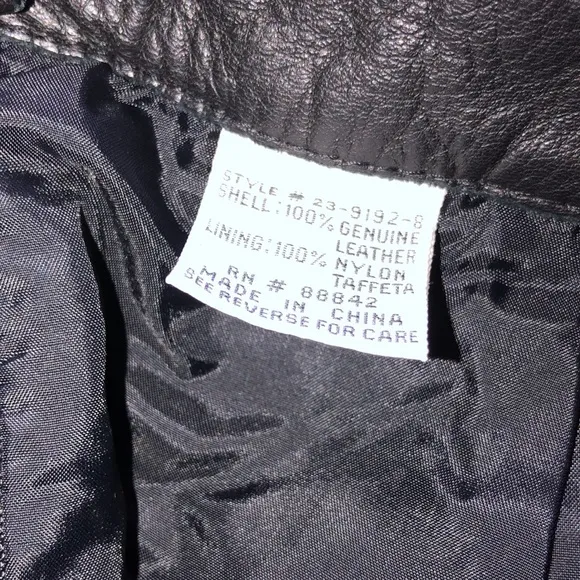 STYLE # 23-9192-8
SHELL: 100% GENUINE
LEATHER
LINING: 100% NYLON
TAFFETA
RN # 88842
MADE IN CHINA
SEE REVERSE FOR CARE